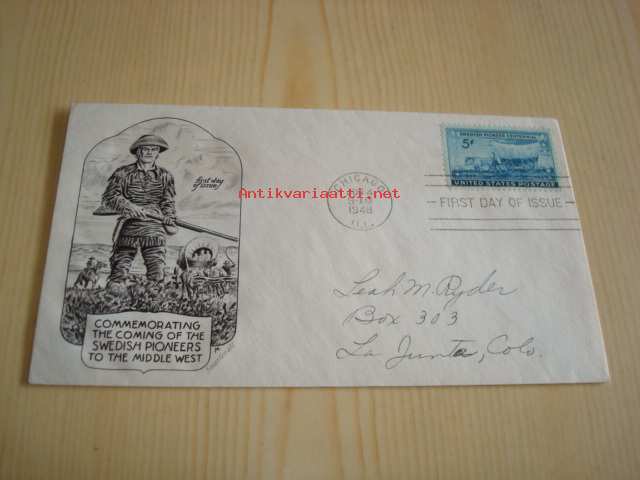 first day
of issue
COMMEMORATING
THE COMING OF THE
SWEDISH PIONEERS
TO THE MIDDLE WEST
Antikvariaatti.net
CHICAGO
1948
ILL.
SWEDISH PIONEER CENTENNIAL
5¢
UNITED STATES POSTAGE
FIRST DAY OF ISSUE
Leah M. Ryder
Box 303
La Junta, Colo.